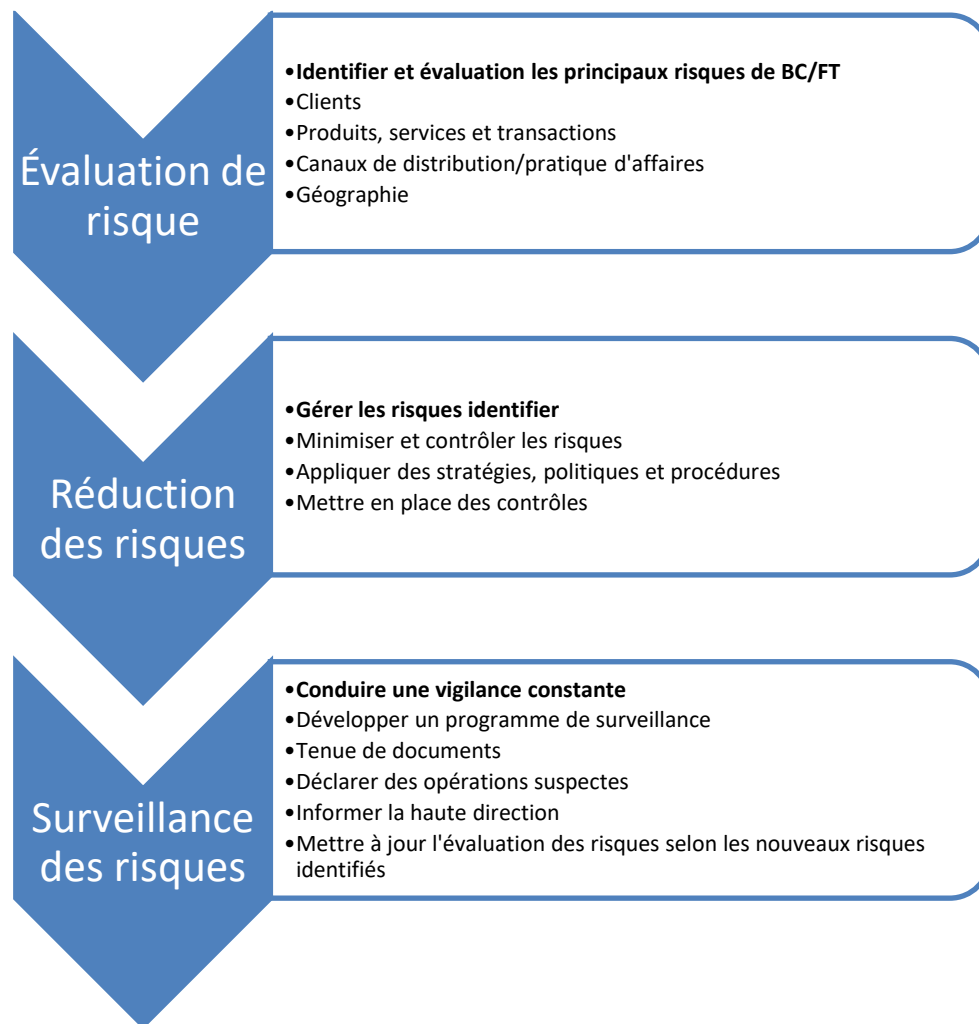 Évaluation de
risque
•Identifier et évaluation les principaux risques de BC/FT
•Clients
•Produits, services et transactions
•Canaux de distribution/pratique d'affaires
•Géographie
Réduction
des risques
•Gérer les risques identifier
•Minimiser et contrôler les risques
•Appliquer des stratégies, politiques et procédures
•Mettre en place des contrôles
Surveillance
des risques
•Conduire une vigilance constante
•Développer un programme de surveillance
•Tenue de documents
•Déclarer des opérations suspectes
•Informer la haute direction
•Mettre à jour l'évaluation des risques selon les nouveaux risques
identifiés